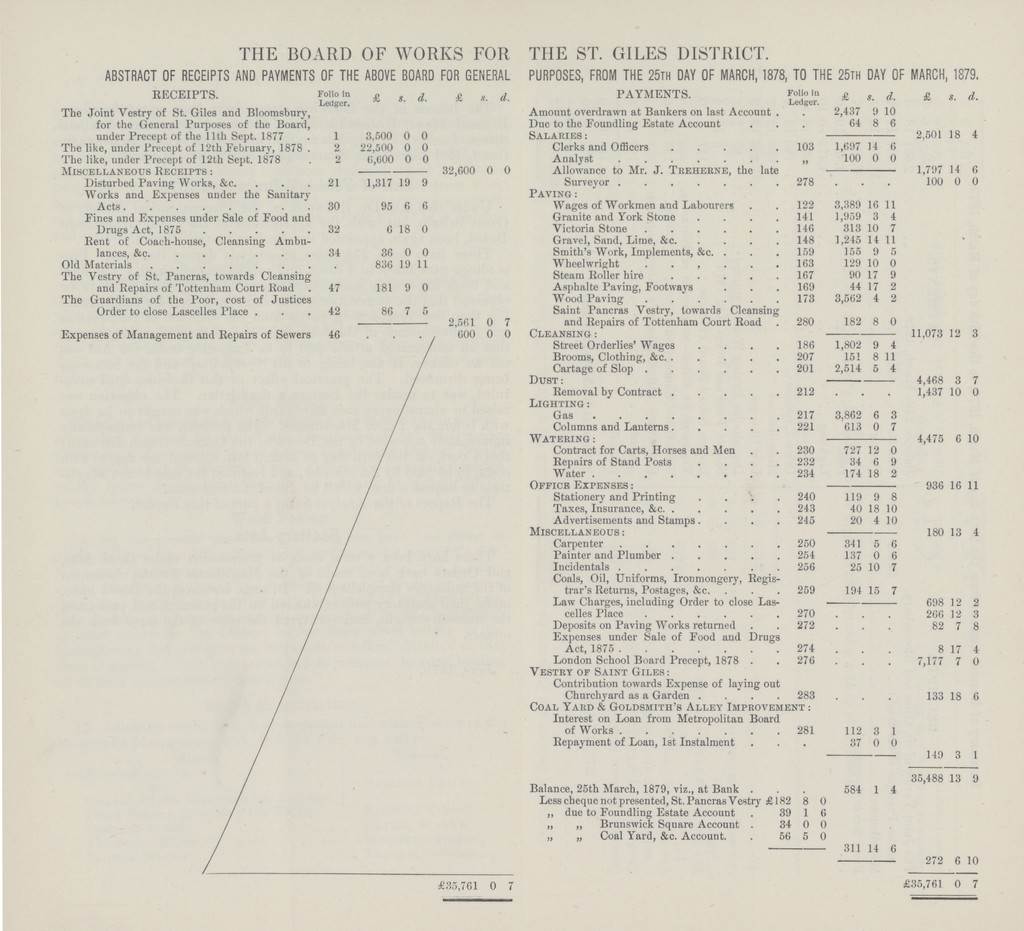 THE BOARD OF WORKS FOR THE ST. GILES DISTRICT.
ABSTRACT OF RECEIPTS AND PAYMENTS OF THE ABOVE BOARD FOR GENERAL PURPOSES, FROM THE 25TH DAY OF MARCH, 1878, TO THE 25TH DAY OF MARCH, 1879.
RECEIPTS. Folio in Ledger. £ s. d. £ s. d.
The Joint Vestry of St. Giles and Bloomsbury,
for the General Purposes of the Board,
under Precept of the 11th Sept. 1877 . 1 3,500 0 0
The like, under Precept of 12th February, 1878 . 2 22,500 0 0
The like, under Precept of 12th Sept. 1878 . 2 6,600 0 0
32,600 0 0
MISCELLANEOUS RECEIPTS :
Disturbed Paving Works, &c. . . . 21 1,317 19 9
Works and Expenses under the Sanitary
Acts . . . . . . . . 30 95 6 6
Fines and Expenses under Sale of Food and
Drugs Act, 1875 . . . . . 32 6 18 0
Rent of Coach-house, Cleansing Ambu-
lances, &c. . . . . . . 34 36 0 0
Old Materials . . . . . . . . 836 19 11
The Vestry of St. Pancras, towards Cleansing
and Repairs of Tottenham Court Road . 47 181 9 0
The Guardians of the Poor, cost of Justices
Order to close Lascelles Place . . . 42 86 7 5
2,561 0 7
Expenses of Management and Repairs of Sewers 46 . . . 600 0 0
£35,761 0 7
PAYMENTS. Folio in Ledger. £ s. d. £ s. d.
Amount overdrawn at Bankers on last Account . . 2,437 9 10
Due to the Foundling Estate Account . . . 64 8 6
2,501 18 4
SALARIES :
Clerks and Officers . . . . . 103 1,697 14 6
Analyst . . . . . . . „ 100 0 0
1,797 14 6
Allowance to Mr. J. TREHERNE, the late
Surveyor . . . . . . . 278 . . . 100 0 0
PAVING :
Wages of Workmen and Labourers . . 122 3,389 16 11
Granite and York Stone . . . . 141 1,959 3 4
Victoria Stone . . . . . . 146 313 10 7
Gravel, Sand, Lime, &c. . . . . 148 1,245 14 11
Smith's Work, Implements, &c. . . . 159 155 9 5
Wheelwright . . . . . . 163 129 10 0
Steam Roller hire . . . . . 167 90 17 9
Asphalte Paving, Footways . . . 169 44 17 2
Wood Paving . . . . . . 173 3,562 4 2
Saint Pancras Vestry, towards Cleansing
and Repairs of Tottenham Court Road . 280 182 8 0
11,073 12 3
CLEANSING :
Street Orderlies' Wages . . . . 186 1,802 9 4
Brooms, Clothing, &c. . . . . . 207 151 8 11
Cartage of Slop . . . . . . 201 2,514 5 4
4,468 3 7
DUST :
Removal by Contract . . . . . 212 . . . 1,437 10 0
LIGHTING :
Gas . . . . . . . . 217 3,862 6 3
Columns and Lanterns . . . . . 221 613 0 7
4,475 6 10
WATERING :
Contract for Carts, Horses and Men . . 230 727 12 0
Repairs of Stand Posts . . . . 232 34 6 9
Water . . . . . . . . 234 174 18 2
936 16 11
OFFICE EXPENSES :
Stationery and Printing . . . . 240 119 9 8
Taxes, Insurance, &c. . . . . . 243 40 18 10
Advertisements and Stamps . . . . 245 20 4 10
180 13 4
MISCELLANEOUS :
Carpenter . . . . . . . 250 341 5 6
Painter and Plumber . . . . . 254 137 0 6
Incidentals . . . . . . . 256 25 10 7
Coals, Oil, Uniforms, Ironmongery, Regis-
trar's Returns, Postages, &c. . . . 259 194 15 7
698 12 2
Law Charges, including Order to close Las-
celles Place . . . . . . 270 . . . 266 12 3
Deposits on Paving Works returned . . 272 . . . 82 7 8
Expenses under Sale of Food and Drugs
Act, 1875 . . . . . . . 274 . . . 8 17 4
London School Board Precept, 1878 . . 276 . . . 7,177 7 0
VESTRY OF SAINT GILES :
Contribution towards Expense of laying out
Churchyard as a Garden . . . . 283 . . . 133 18 6
COAL YARD & GOLDSMITH'S ALLEY IMPROVEMENT :
Interest on Loan from Metropolitan Board
of Works . . . . . . . 281 112 3 1
Repayment of Loan, 1st Instalment . . . 37 0 0
149 3 1
35,488 13 9
Balance, 25th March, 1879, viz., at Bank . . . 584 1 4
Less cheque not presented, St. Pancras Vestry £182 8 0
„ due to Foundling Estate Account . 39 1 6
„ „ Brunswick Square Account . 34 0 0
„ „ Coal Yard, &c. Account. . 56 5 0
311 14 6
272 6 10
£35,761 0 7